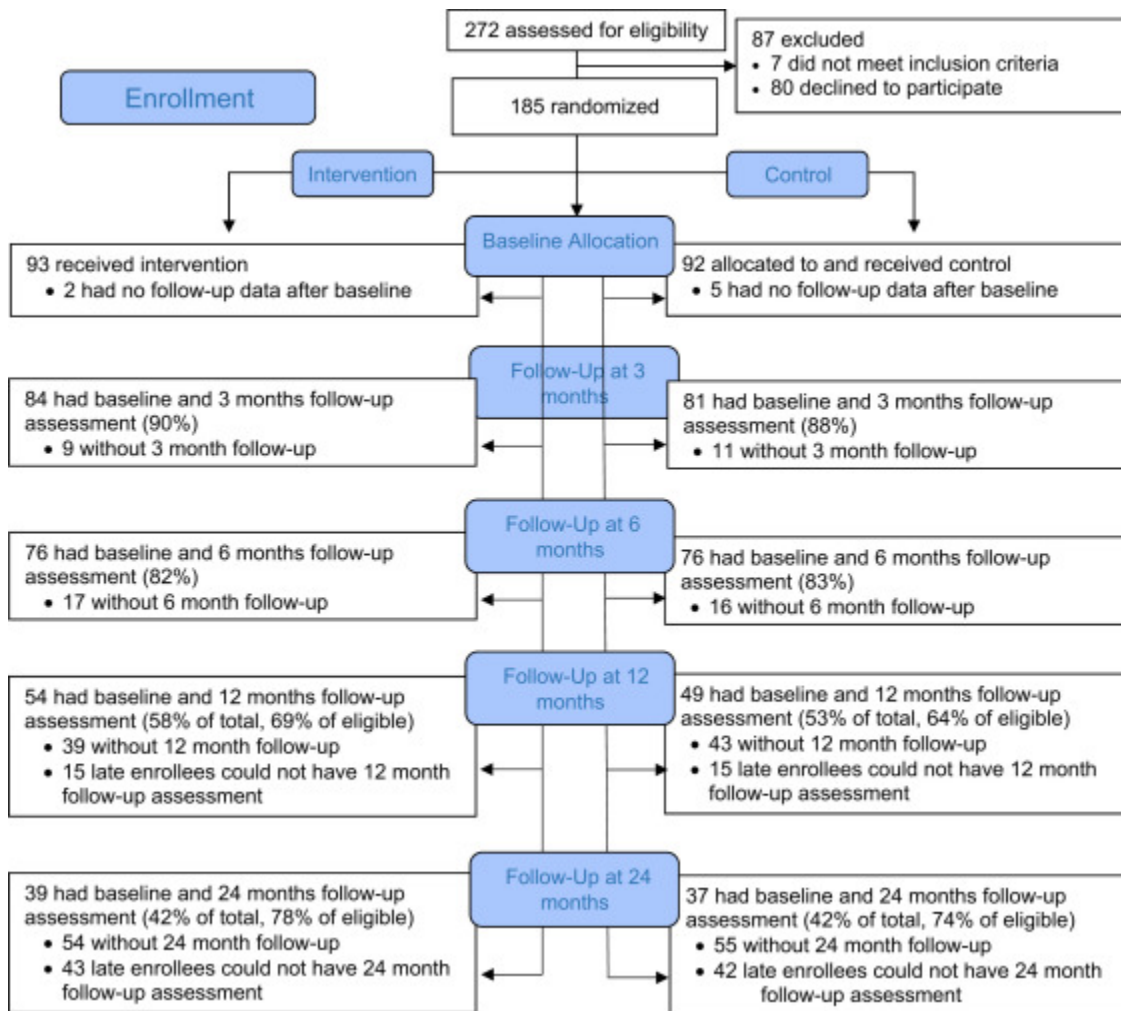 272 assessed for eligibility
87 excluded
• 7 did not meet inclusion criteria
• 80 declined to participate
Enrollment
185 randomized
Intervention
Control
Baseline Allocation
93 received intervention
• 2 had no follow-up data after baseline
92 allocated to and received control
• 5 had no follow-up data after baseline
Follow-Up at 3
months
84 had baseline and 3 months follow-up
assessment (90%)
• 9 without 3 month follow-up
81 had baseline and 3 months follow-up
assessment (88%)
• 11 without 3 month follow-up
Follow-Up at 6
months
76 had baseline and 6 months follow-up
assessment (82%)
• 17 without 6 month follow-up
76 had baseline and 6 months follow-up
assessment (83%)
• 16 without 6 month follow-up
Follow-Up at 12
months
54 had baseline and 12 months follow-up
assessment (58% of total, 69% of eligible)
• 39 without 12 month follow-up
• 15 late enrollees could not have 12 month
follow-up assessment
49 had baseline and 12 months follow-up
assessment (53% of total, 64% of eligible)
• 43 without 12 month follow-up
• 15 late enrollees could not have 12 month
follow-up assessment
Follow-Up at 24
months
39 had baseline and 24 months follow-up
assessment (42% of total, 78% of eligible)
• 54 without 24 month follow-up
• 43 late enrollees could not have 24 month
follow-up assessment
37 had baseline and 24 months follow-up
assessment (42% of total, 74% of eligible)
• 55 without 24 month follow-up
• 42 late enrollees could not have 24 month
follow-up assessment